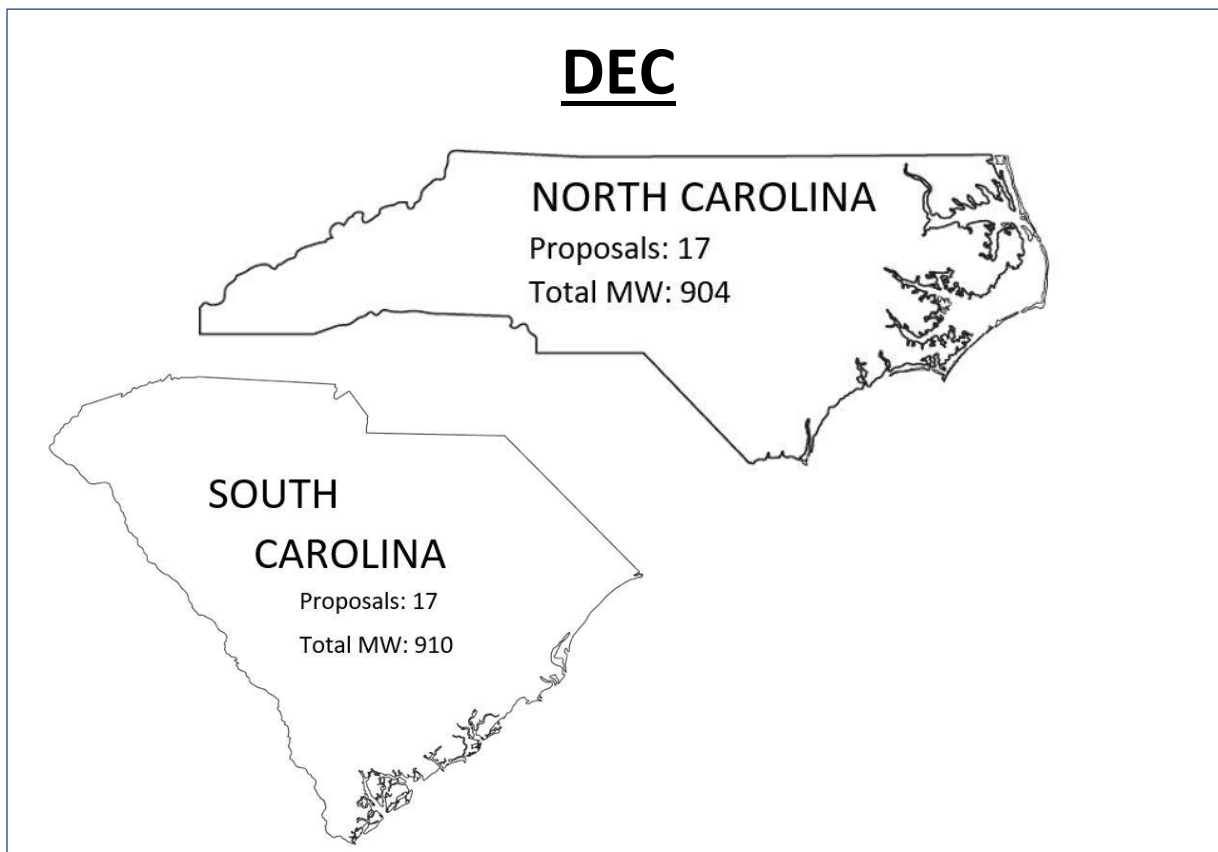 DEC
NORTH CAROLINA
Proposals: 17
Total MW: 904
SOUTH
CAROLINA
Proposals: 17
Total MW: 910